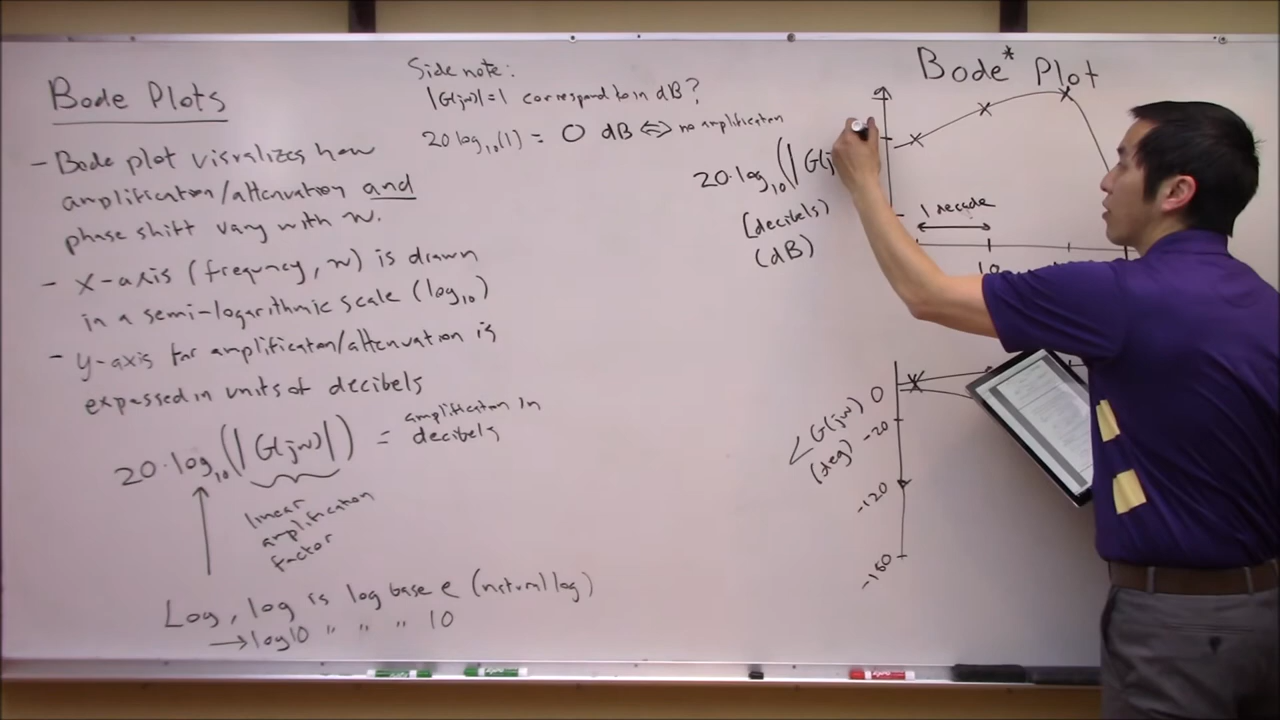 Bode Plots
- Bode plot visualizes how
amplification/attenuation and
phase shift vary with w.
- X-axis (frequency, w) is drawn
in a semi-logarithmic scale (log10)
- y-axis for amplification/attenuation is
expessed in units of decibels
20·log10(|G(jw)|) = amplification in
decibels
linear
amplification
factor
Log, log is log base e (natural log)
→log10 " " " 10
Side note:
|G(jw)|=1 correspond to in dB?
20 log10(1) = 0 dB ⇔ no amplification
Bode* Plot
20·log10(|G(j
(decibels)
(dB)
1 decade
10
∠G(jw)
(deg)
0
-20
-120